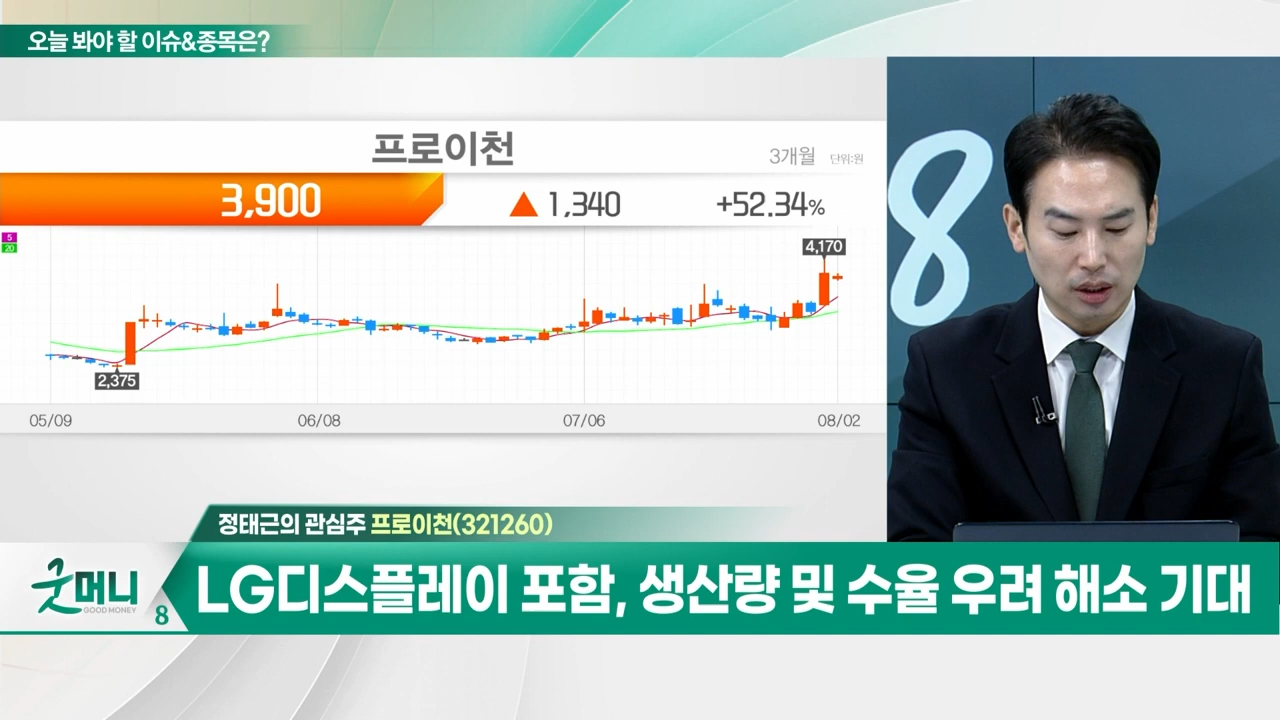 오늘 봐야 할 이슈&종목은?
프로이천
3개월 단위:원
3,900 ▲ 1,340 +52.34%
5
20
4,170
2,375
05/09 06/08 07/06 08/02
8
정태근의 관심주 프로이천(321260)
굿머니 GOOD MONEY 8
LG디스플레이 포함, 생산량 및 수율 우려 해소 기대